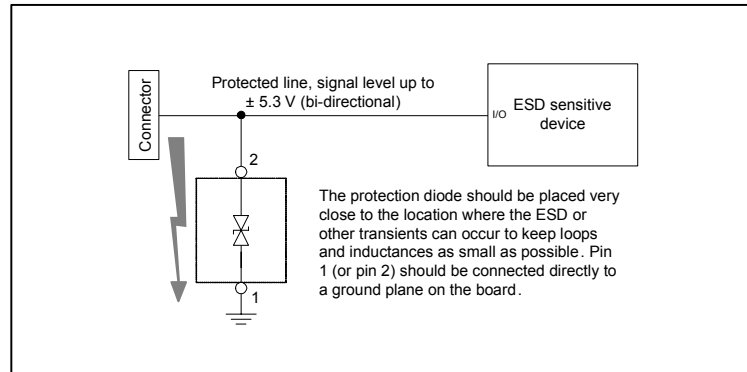 Connector
Protected line, signal level up to
± 5.3 V (bi-directional)
I/O
ESD sensitive
device
2
The protection diode should be placed very
close to the location where the ESD or
other transients can occur to keep loops
and inductances as small as possible. Pin
1 (or pin 2) should be connected directly to
a ground plane on the board.
1